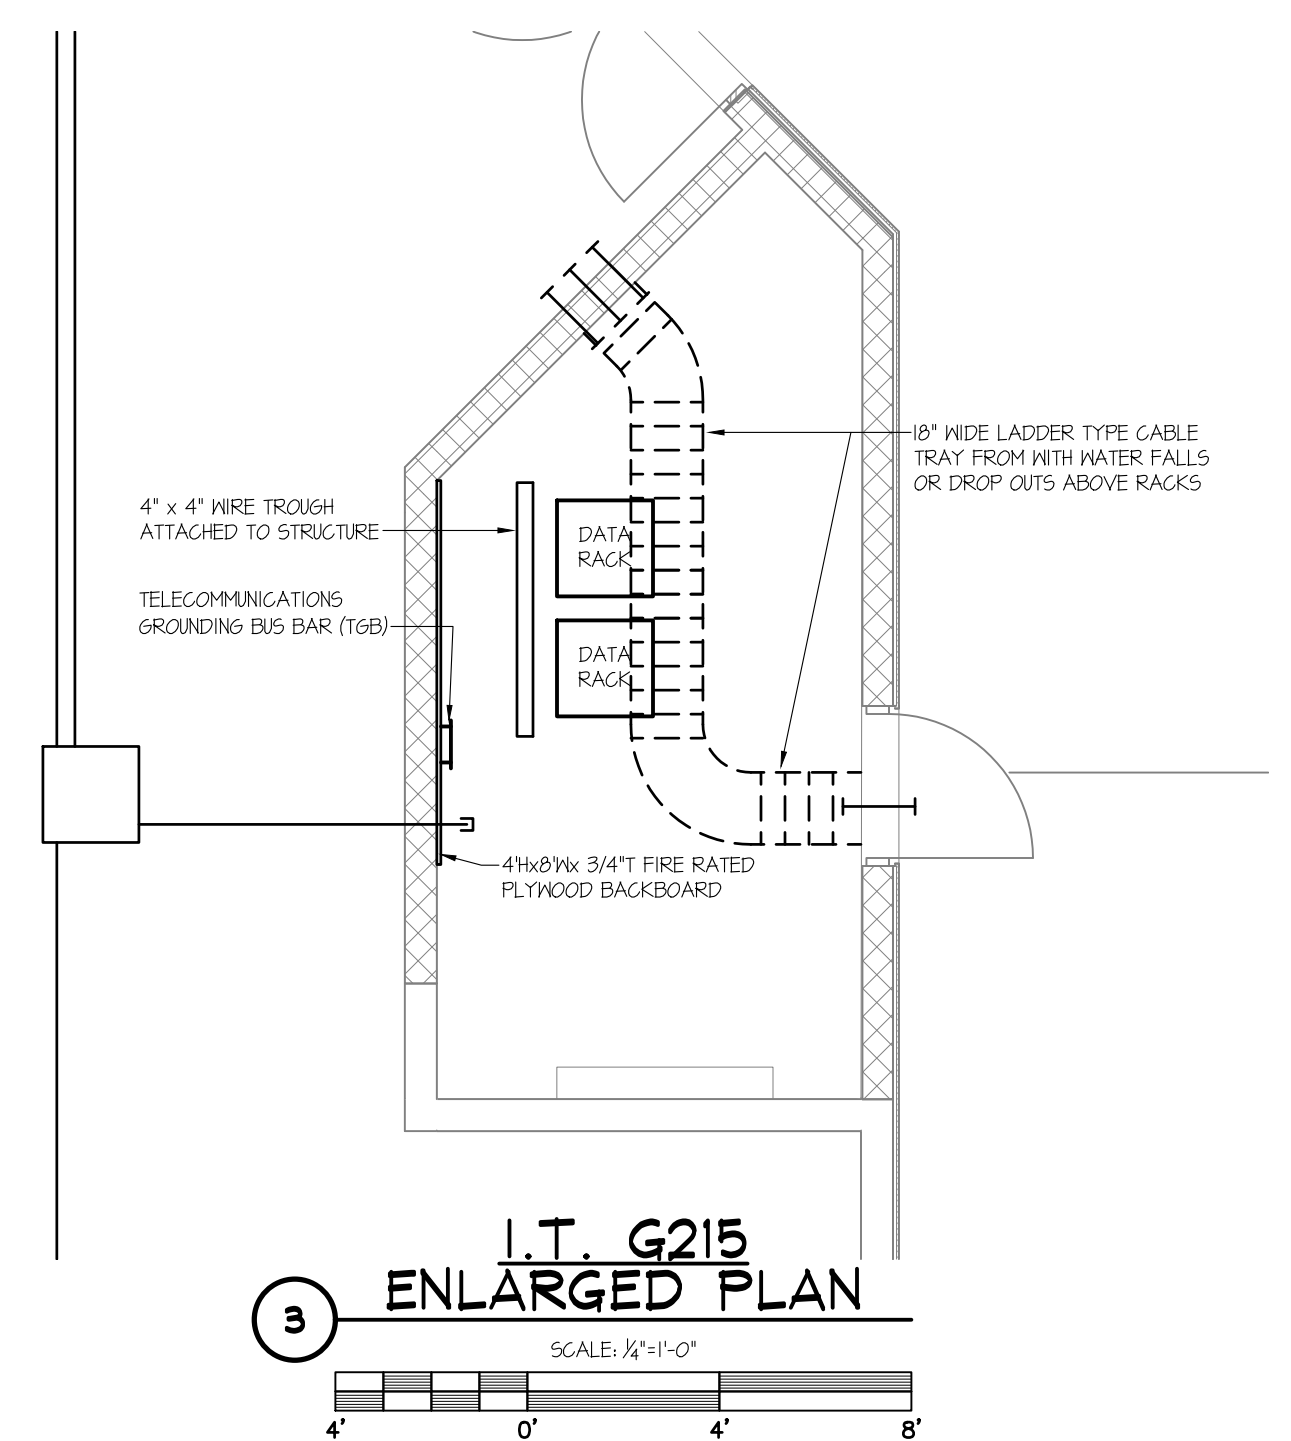 18" WIDE LADDER TYPE CABLE
TRAY FROM WITH WATER FALLS
OR DROP OUTS ABOVE RACKS
4" x 4" WIRE TROUGH
ATTACHED TO STRUCTURE
DATA
RACK
TELECOMMUNICATIONS
GROUNDING BUS BAR (TGB)
DATA
RACK
4'Hx8'Wx 3/4"T FIRE RATED
PLYWOOD BACKBOARD
I.T. G215
ENLARGED PLAN
3
SCALE: 1/4"=1'-0"
4' 0' 4' 8'